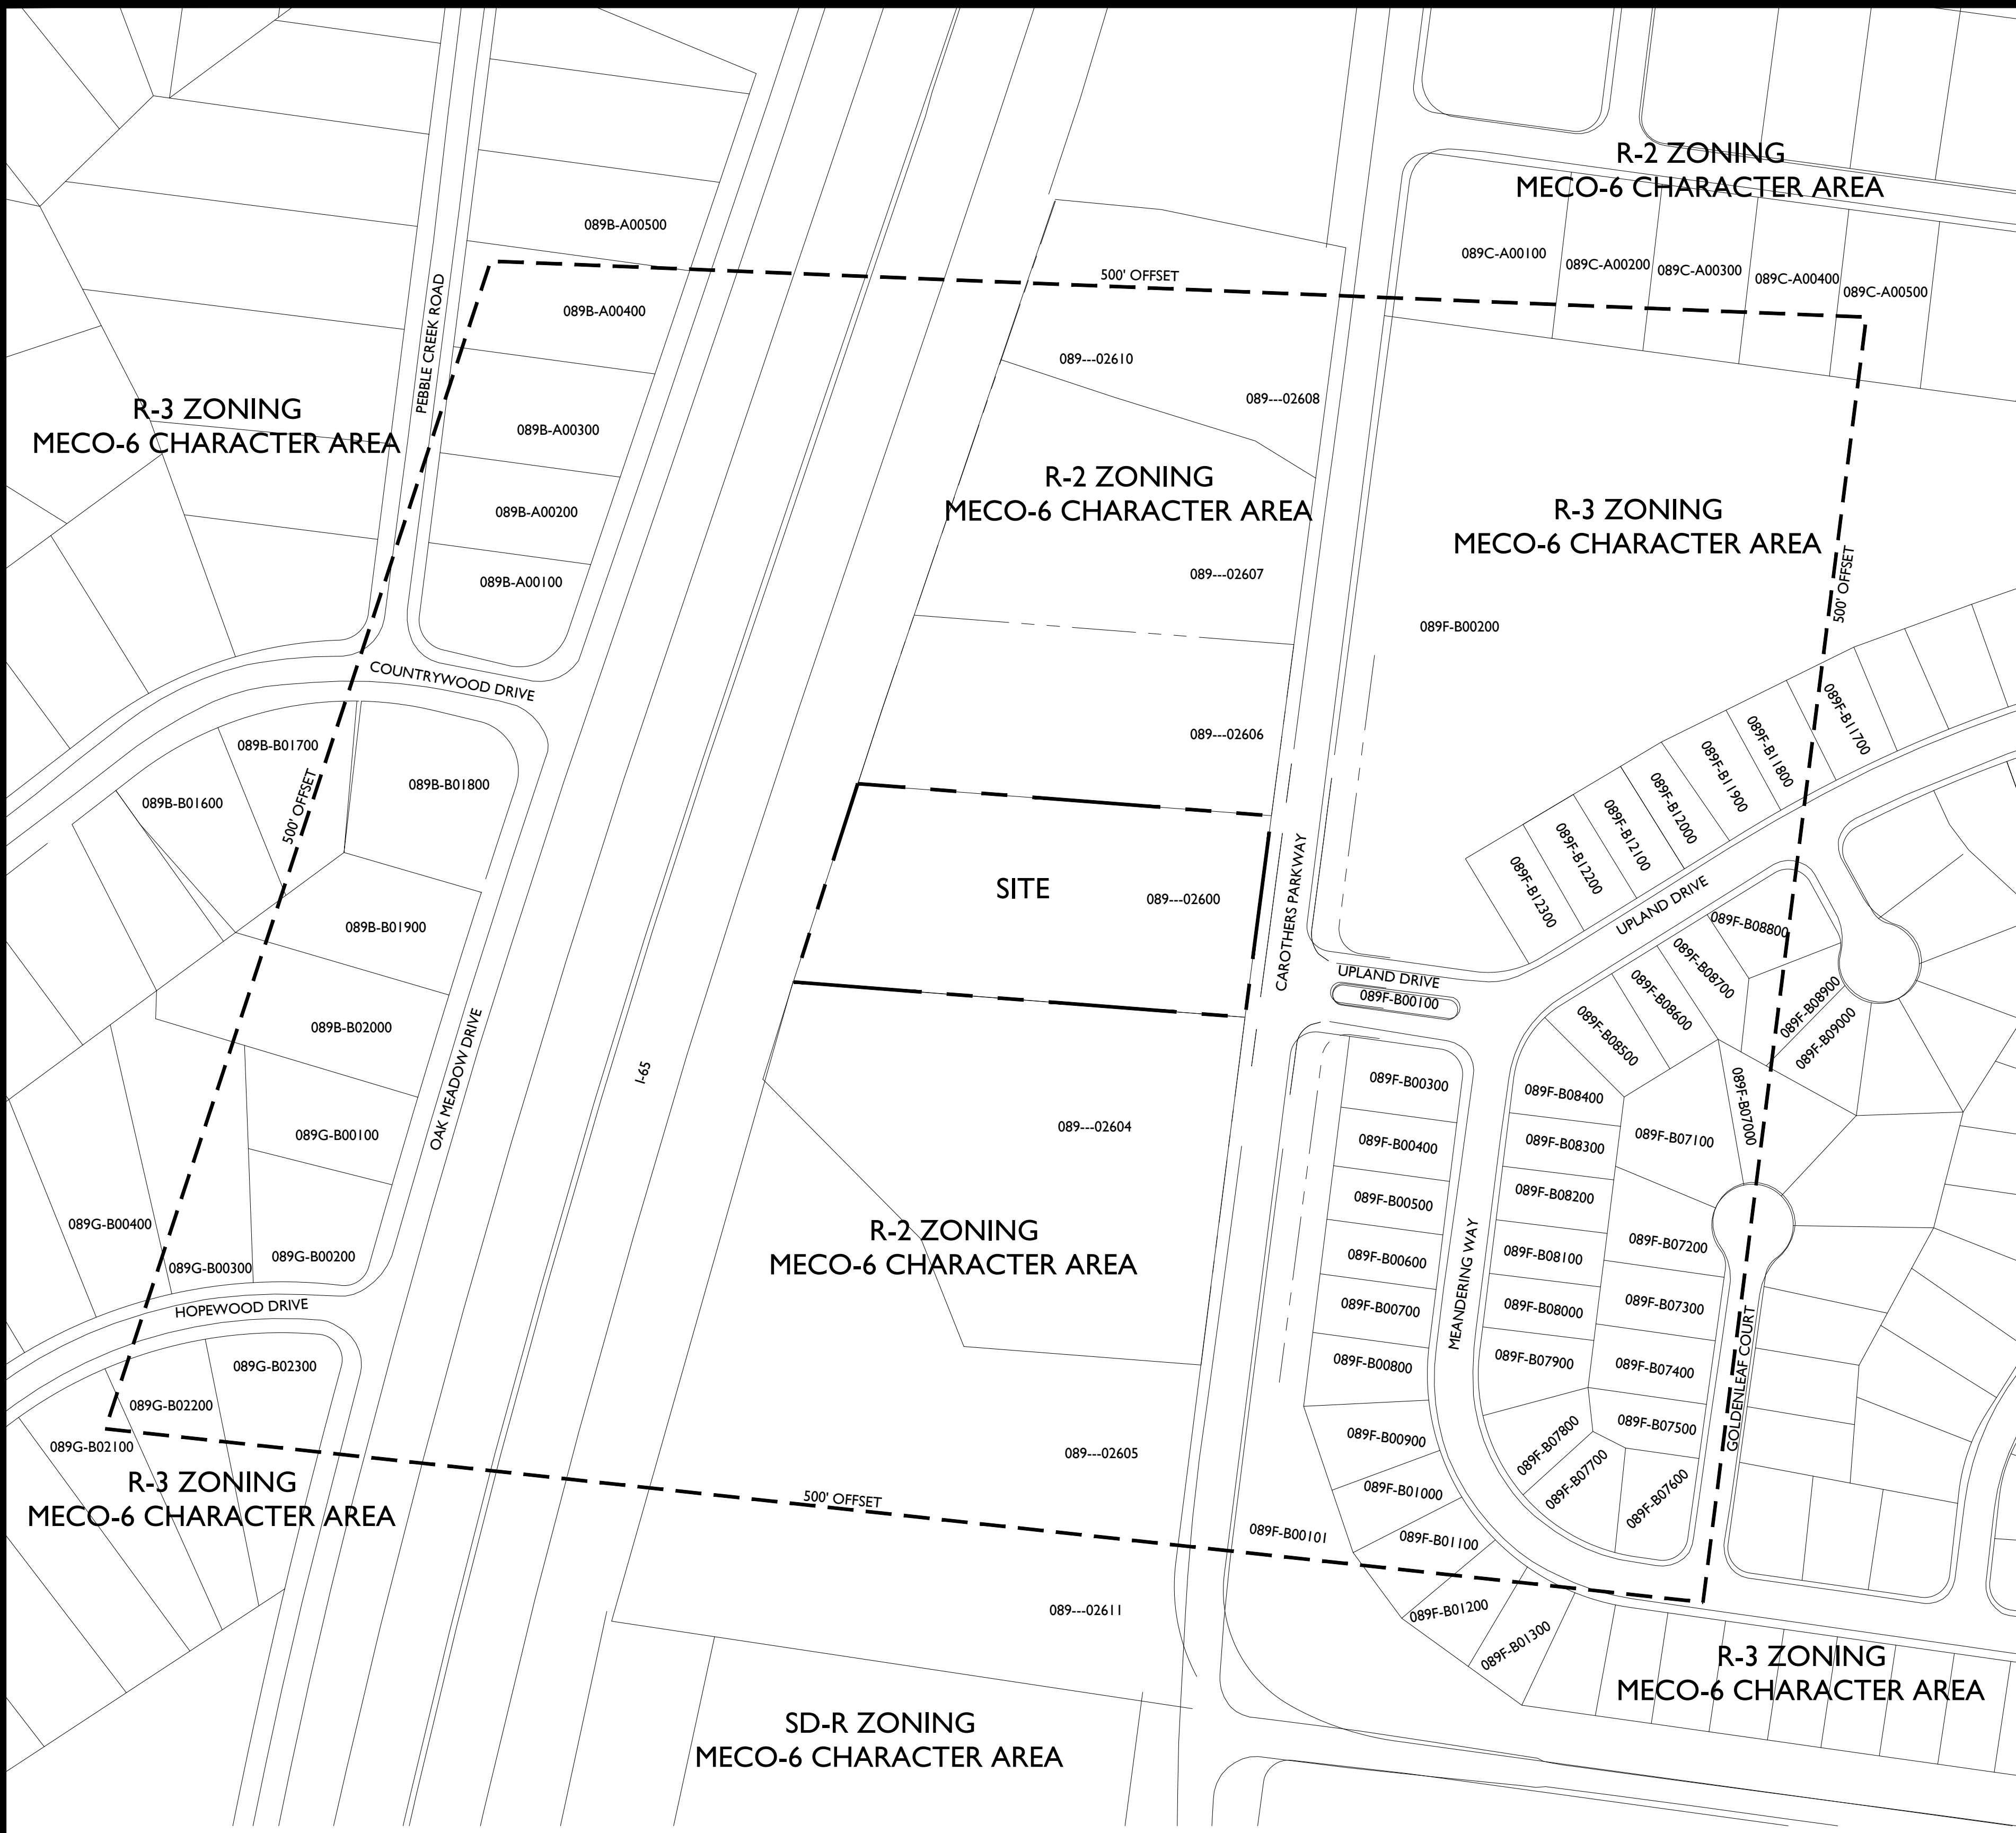 R-2 ZONING
MECO-6 CHARACTER AREA
089B-A00500
089C-A00100
089C-A00200
089C-A00300
089C-A00400
089C-A00500
500' OFFSET
089B-A00400
PEBBLE CREEK ROAD
089---02610
089---02608
R-3 ZONING
MECO-6 CHARACTER AREA
089B-A00300
R-2 ZONING
MECO-6 CHARACTER AREA
089B-A00200
R-3 ZONING
MECO-6 CHARACTER AREA
089B-A00100
089---02607
500' OFFSET
089F-B00200
COUNTRYWOOD DRIVE
089B-B01700
089---02606
089F-B11700
089F-B11800
089F-B11900
089F-B12000
089F-B12100
089F-B12200
089F-B12300
089B-B01800
089B-B01600
500' OFFSET
SITE
089---02600
CAROTHERS PARKWAY
UPLAND DRIVE
089B-B01900
089F-B08800
089F-B08700
089F-B08600
089F-B08500
089F-B08900
089F-B09000
UPLAND DRIVE
089F-B00100
089B-B02000
OAK MEADOW DRIVE
I-65
089F-B00300
089F-B08400
089F-B07000
089---02604
089G-B00100
089F-B00400
089F-B08300
089F-B07100
089F-B00500
089F-B08200
089G-B00400
R-2 ZONING
MECO-6 CHARACTER AREA
089G-B00300
089G-B00200
089F-B00600
089F-B08100
089F-B07200
MEANDERING WAY
HOPEWOOD DRIVE
089F-B00700
089F-B08000
089F-B07300
089G-B02300
089F-B00800
089F-B07900
089F-B07400
GOLDENLEAF COURT
089G-B02200
089F-B07500
089G-B02100
089---02605
089F-B00900
089F-B07800
089F-B07700
089F-B07600
R-3 ZONING
MECO-6 CHARACTER AREA
500' OFFSET
089F-B01000
089F-B00101
089F-B01100
089---02611
089F-B01200
089F-B01300
R-3 ZONING
MECO-6 CHARACTER AREA
SD-R ZONING
MECO-6 CHARACTER AREA